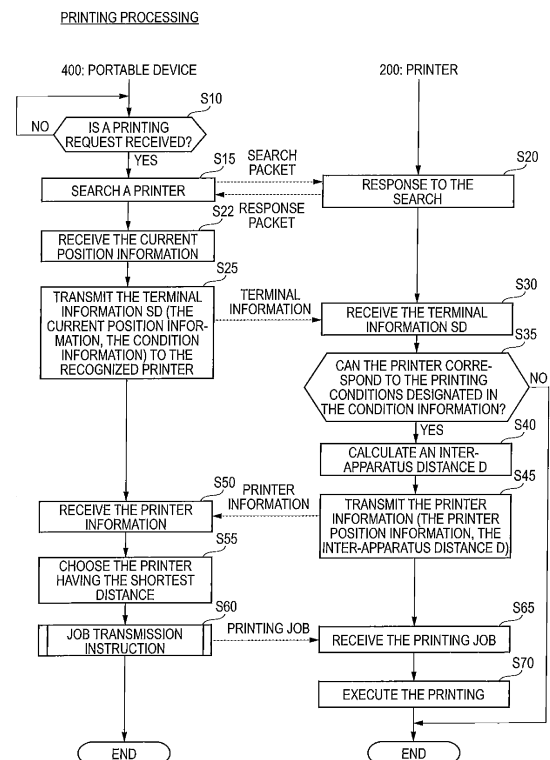 PRINTING PROCESSING
400: PORTABLE DEVICE
200: PRINTER
S10
IS A PRINTING
REQUEST RECEIVED?
NO
YES
S15
SEARCH A PRINTER
SEARCH
PACKET
S20
RESPONSE TO THE
SEARCH
RESPONSE
PACKET
S22
RECEIVE THE CURRENT
POSITION INFORMATION
S25
TRANSMIT THE TERMINAL
INFORMATION SD (THE
CURRENT POSITION INFOR-
MATION, THE CONDITION
INFORMATION) TO THE
RECOGNIZED PRINTER
TERMINAL
INFORMATION
S30
RECEIVE THE TERMINAL
INFORMATION SD
S35
CAN THE PRINTER CORRE-
SPOND TO THE PRINTING
CONDITIONS DESIGNATED IN
THE CONDITION INFORMATION?
NO
YES
S40
CALCULATE AN INTER-
APPARATUS DISTANCE D
S45
TRANSMIT THE PRINTER
INFORMATION (THE PRINTER
POSITION INFORMATION, THE
INTER-APPARATUS DISTANCE D)
PRINTER
INFORMATION
S50
RECEIVE THE PRINTER
INFORMATION
S55
CHOOSE THE PRINTER
HAVING THE SHORTEST
DISTANCE
S60
JOB TRANSMISSION
INSTRUCTION
PRINTING JOB
S65
RECEIVE THE PRINTING JOB
S70
EXECUTE THE PRINTING
END
END